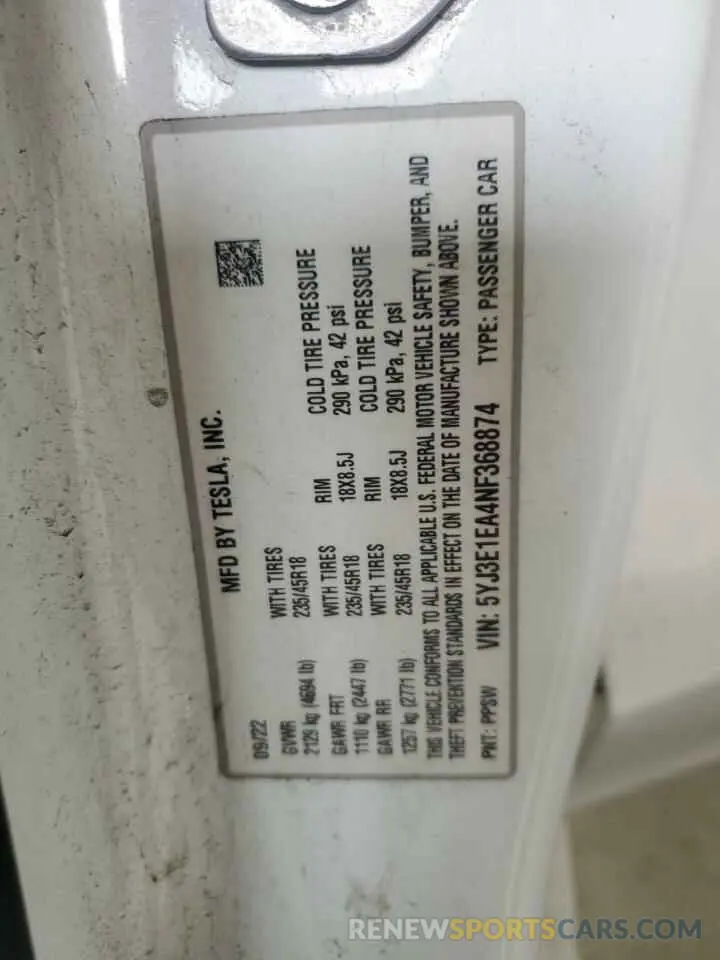 MFD BY TESLA, INC.
09/22
GVWR WITH TIRES RIM COLD TIRE PRESSURE
2129 kg (4694 lb) 235/45R18 18X8.5J 290 kPa, 42 psi
GAWR FRT WITH TIRES RIM COLD TIRE PRESSURE
1110 kg (2447 lb) 235/45R18 18X8.5J 290 kPa, 42 psi
GAWR RR WITH TIRES
1257 kg (2771 lb) 235/45R18
THIS VEHICLE CONFORMS TO ALL APPLICABLE U.S. FEDERAL MOTOR VEHICLE SAFETY, BUMPER, AND
THEFT PREVENTION STANDARDS IN EFFECT ON THE DATE OF MANUFACTURE SHOWN ABOVE.
PNT: PPSW VIN: 5YJ3E1EA4NF368874 TYPE: PASSENGER CAR
RENEWSPORTSCARS.COM